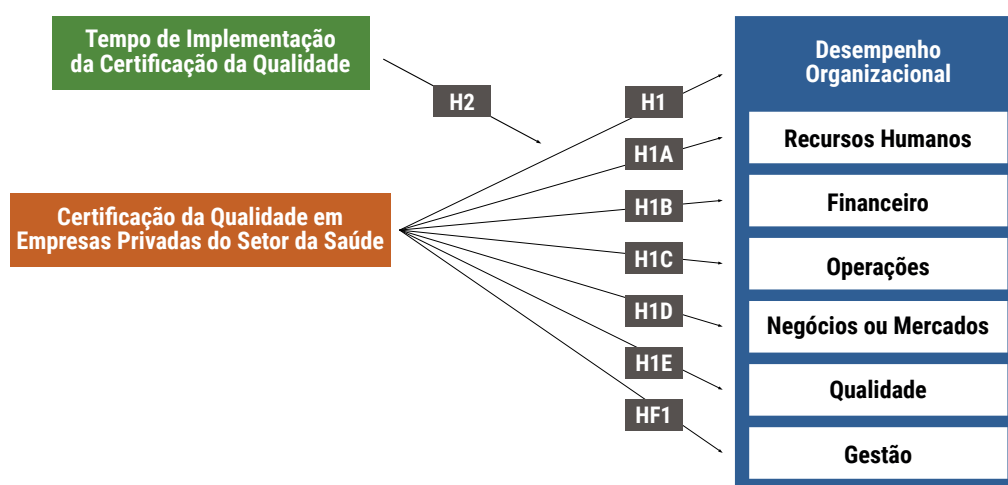 Tempo de Implementação
da Certificação da Qualidade
H2
Certificação da Qualidade em
Empresas Privadas do Setor da Saúde
H1
H1A
H1B
H1C
H1D
H1E
HF1
Desempenho
Organizacional
Recursos Humanos
Financeiro
Operações
Negócios ou Mercados
Qualidade
Gestão